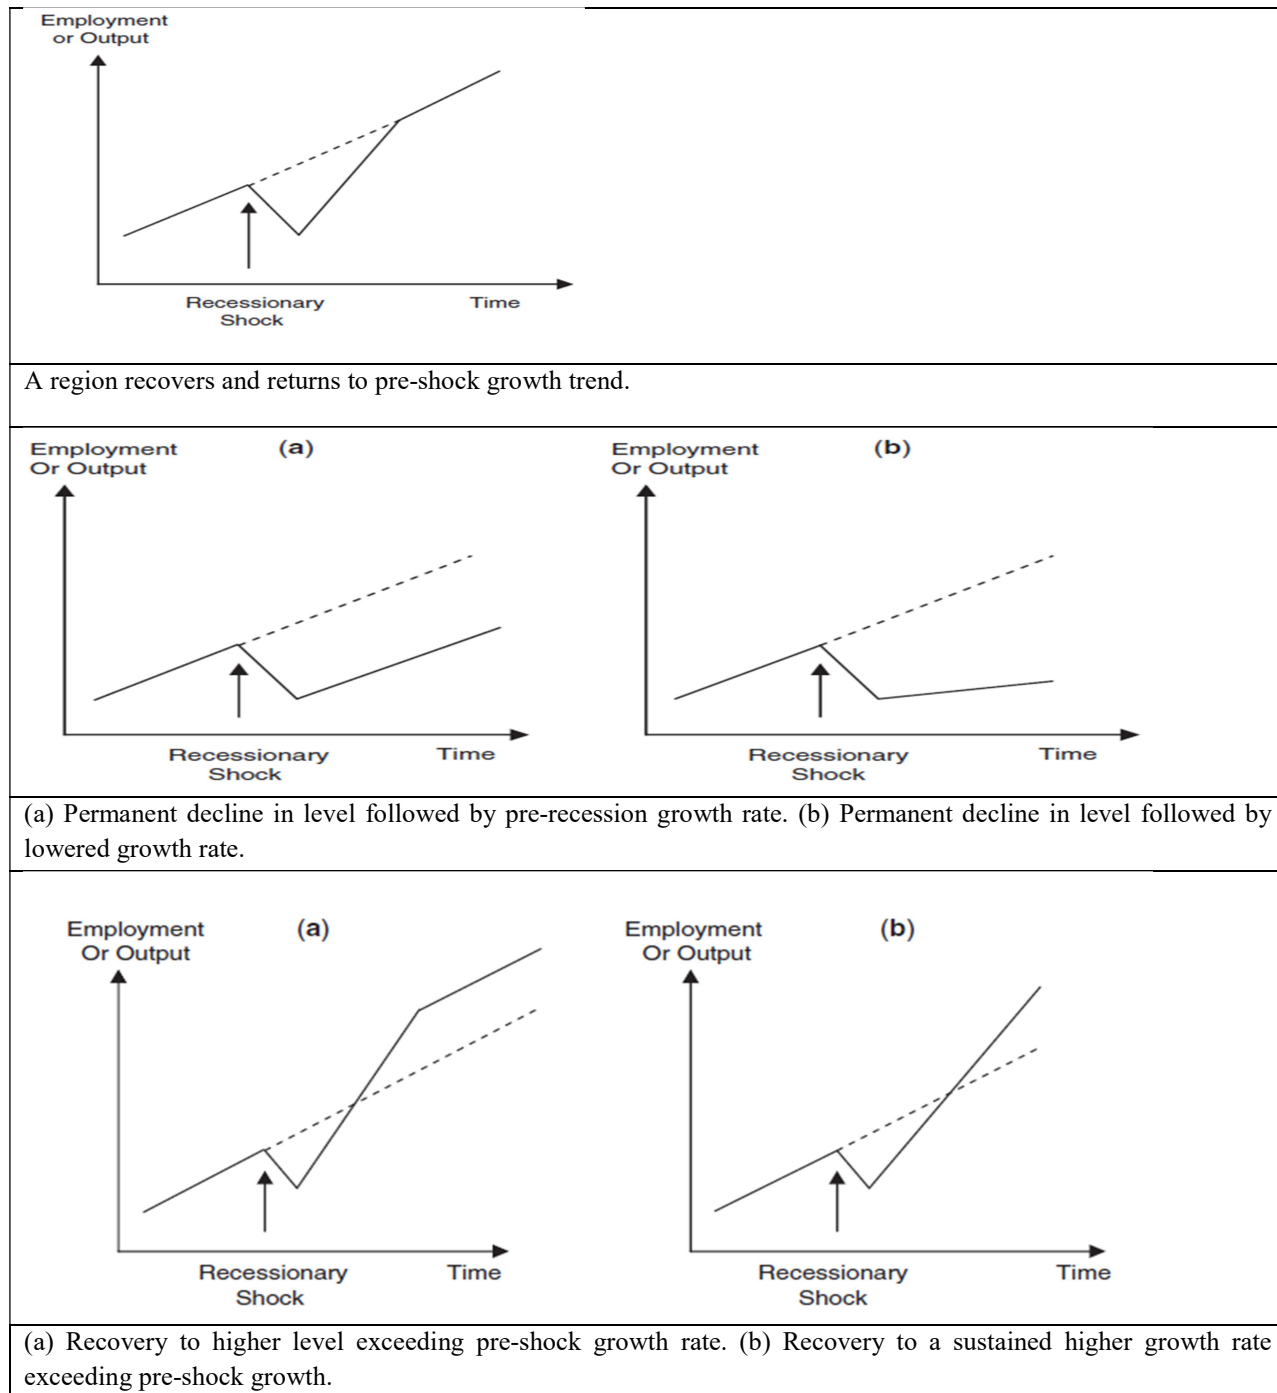 Employment
or Output
Recessionary
Shock
Time
A region recovers and returns to pre-shock growth trend.
Employment
Or Output
(a)
Recessionary
Shock
Time
Employment
Or Output
(b)
Recessionary
Shock
Time
(a) Permanent decline in level followed by pre-recession growth rate. (b) Permanent decline in level followed by
lowered growth rate.
Employment
Or Output
(a)
Recessionary
Shock
Time
Employment
Or Output
(b)
Recessionary
Shock
Time
(a) Recovery to higher level exceeding pre-shock growth rate. (b) Recovery to a sustained higher growth rate
exceeding pre-shock growth.